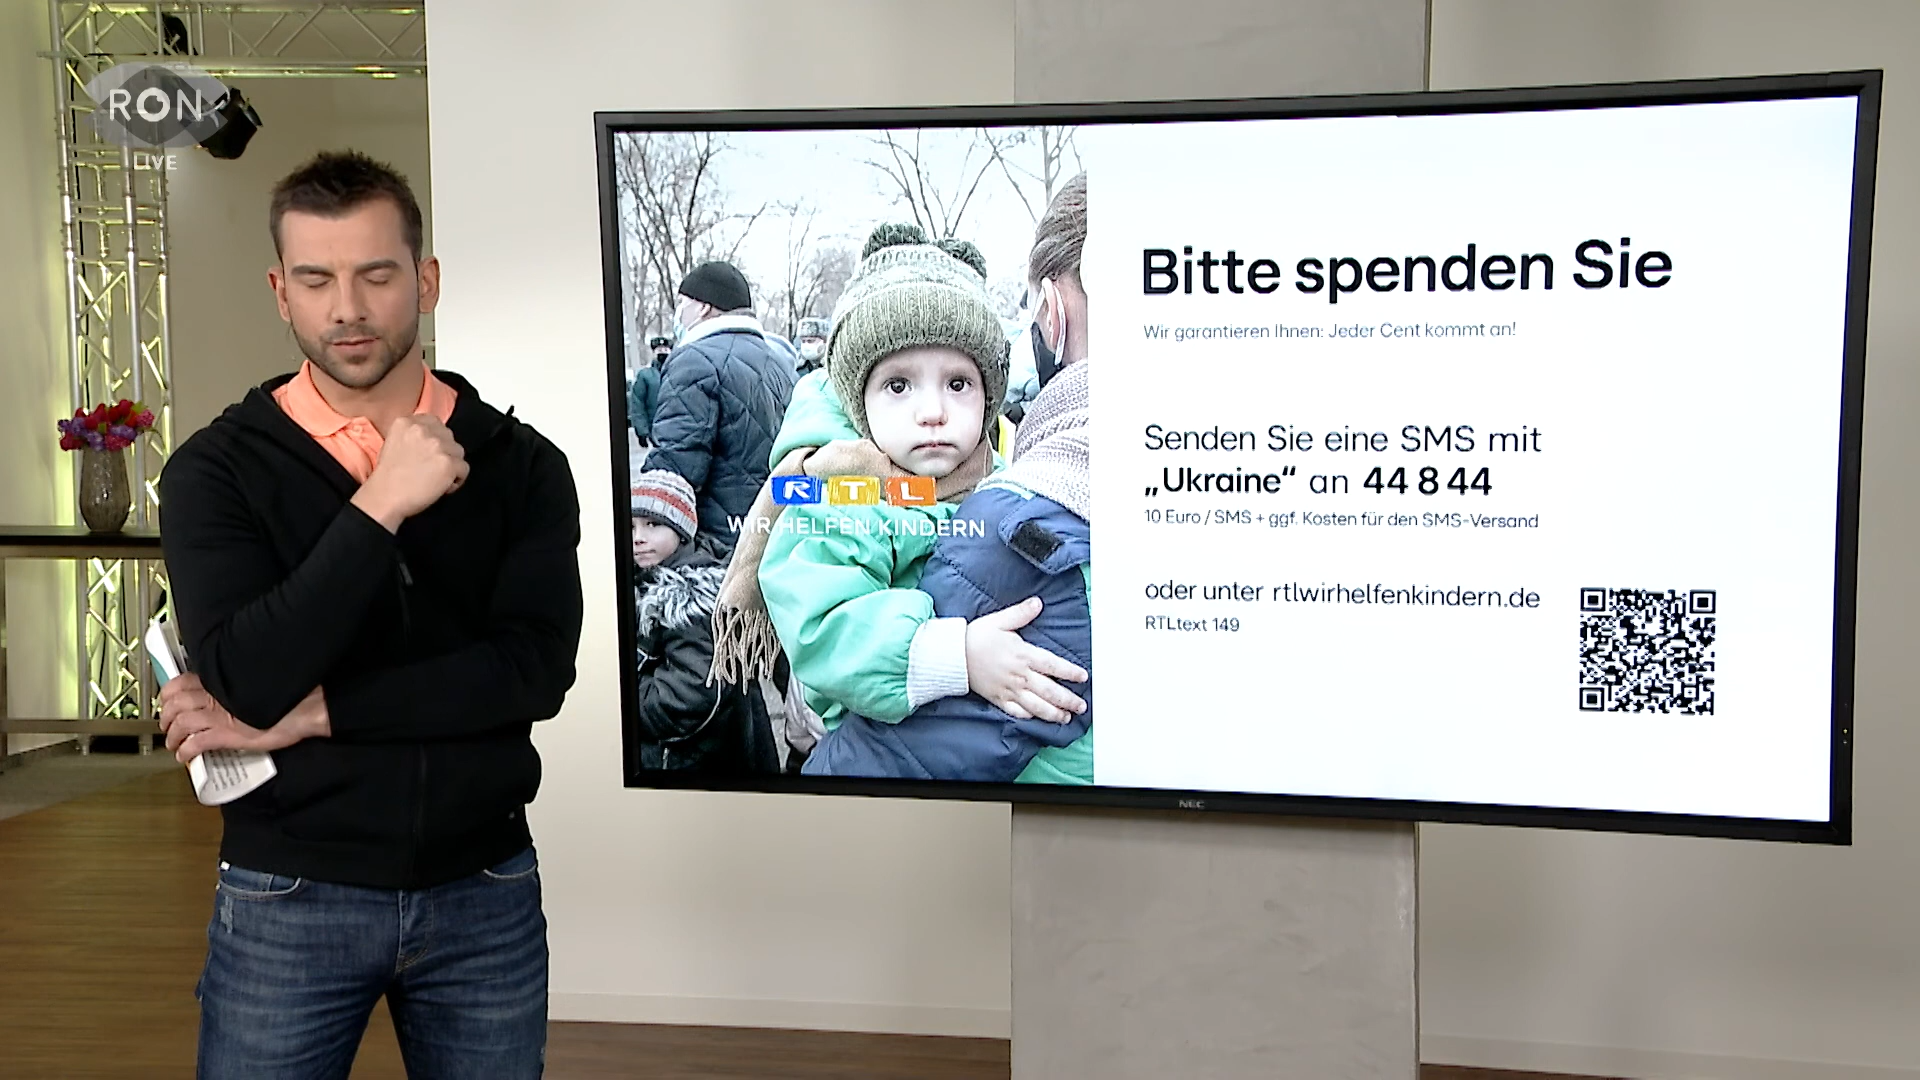 RON
LIVE
Bitte spenden Sie
Wir garantieren Ihnen: Jeder Cent kommt an!
Senden Sie eine SMS mit
„Ukraine“ an 44 8 44
10 Euro / SMS + ggf. Kosten für den SMS-Versand
oder unter rtlwirhelfenkindern.de
RTLtext 149
RTL
WIR HELFEN KINDERN
NEC